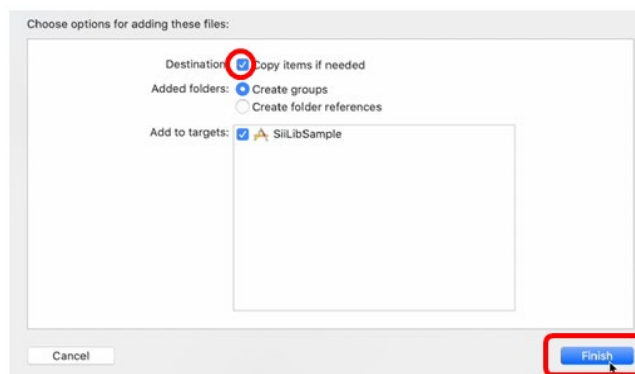 Choose options for adding these files:
Destination: Copy items if needed
Added folders: Create groups
Create folder references
Add to targets: SiiLibSample
Cancel
Finish